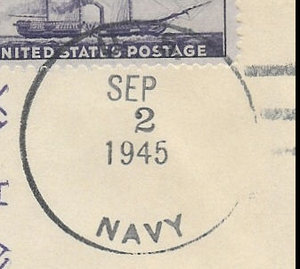 UNITED STATES POSTAGE
SEP
2
1945
NAVY